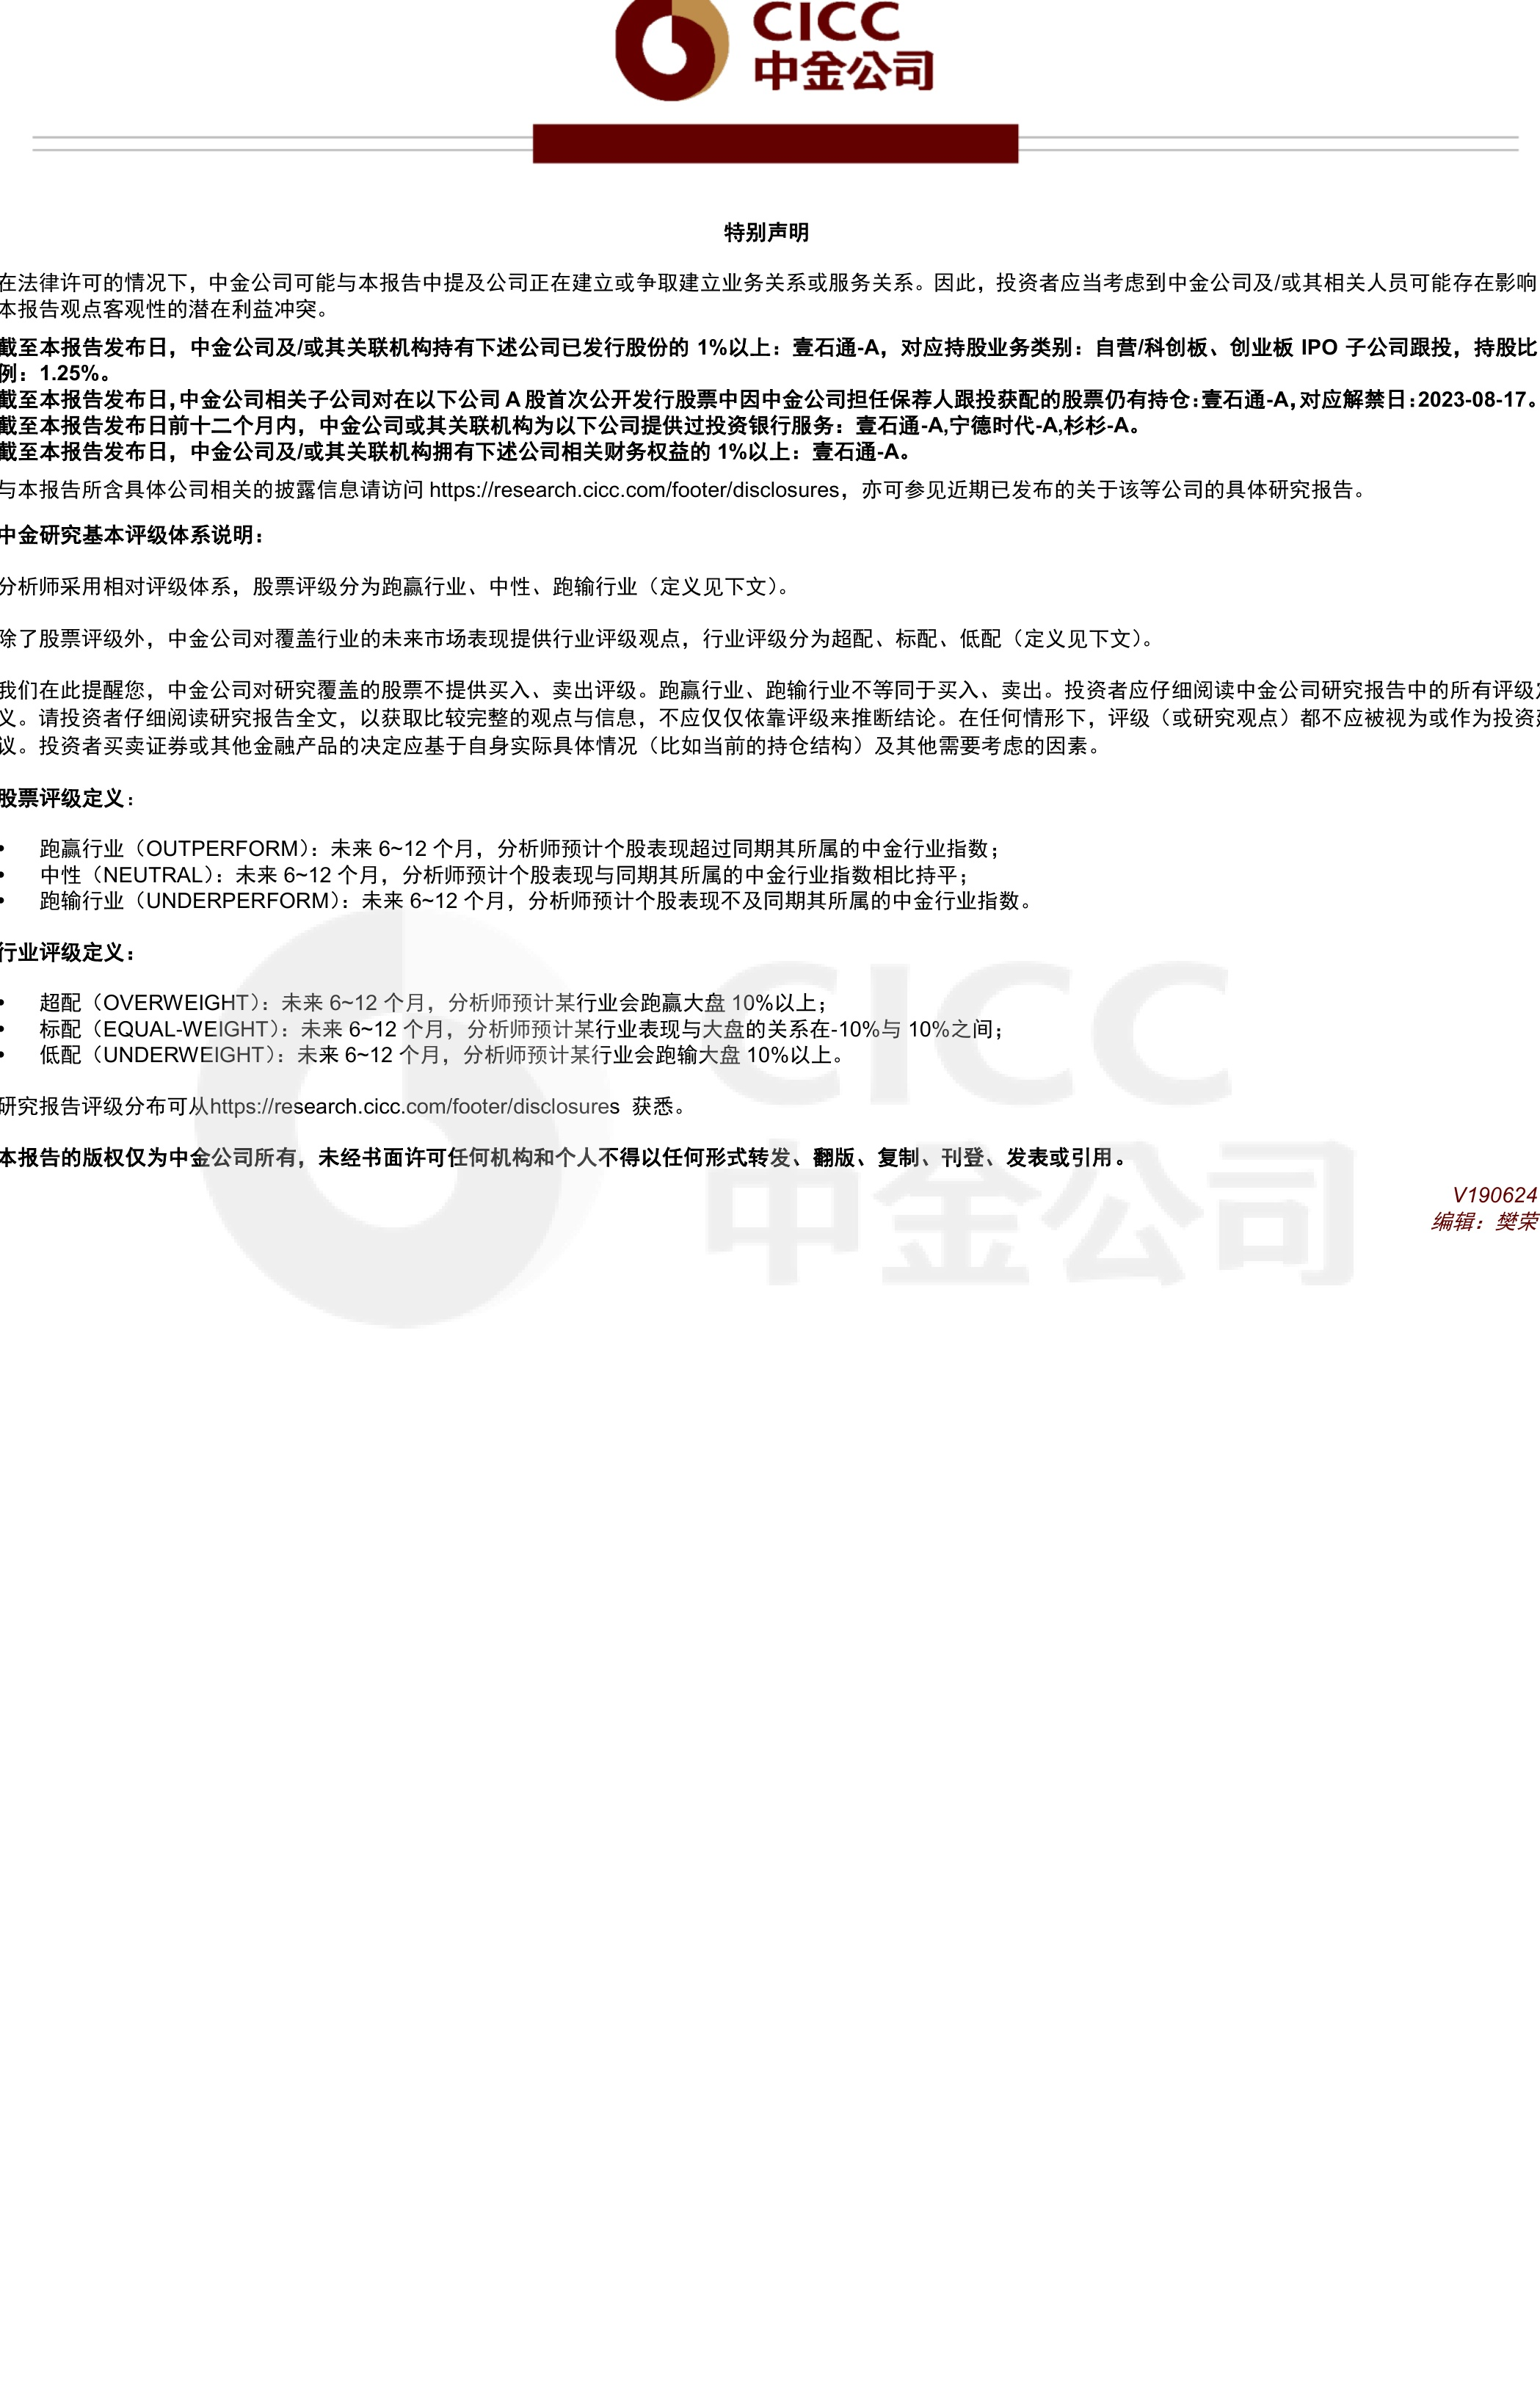 CICC
中金公司
特别声明
在法律许可的情况下，中金公司可能与本报告中提及公司正在建立或争取建立业务关系或服务关系。因此，投资者应当考虑到中金公司及/或其相关人员可能存在影响
本报告观点客观性的潜在利益冲突。
截至本报告发布日，中金公司及/或其关联机构持有下述公司已发行股份的 1%以上：壹石通-A，对应持股业务类别：自营/科创板、创业板 IPO 子公司跟投，持股比
例：1.25%。
截至本报告发布日,中金公司相关子公司对在以下公司 A 股首次公开发行股票中因中金公司担任保荐人跟投获配的股票仍有持仓:壹石通-A,对应解禁日:2023-08-17。
截至本报告发布日前十二个月内，中金公司或其关联机构为以下公司提供过投资银行服务：壹石通-A,宁德时代-A,杉杉-A。
截至本报告发布日，中金公司及/或其关联机构拥有下述公司相关财务权益的 1%以上：壹石通-A。
与本报告所含具体公司相关的披露信息请访问 https://research.cicc.com/footer/disclosures，亦可参见近期已发布的关于该等公司的具体研究报告。
中金研究基本评级体系说明：
分析师采用相对评级体系，股票评级分为跑赢行业、中性、跑输行业（定义见下文）。
除了股票评级外，中金公司对覆盖行业的未来市场表现提供行业评级观点，行业评级分为超配、标配、低配（定义见下文）。
我们在此提醒您，中金公司对研究覆盖的股票不提供买入、卖出评级。跑赢行业、跑输行业不等同于买入、卖出。投资者应仔细阅读中金公司研究报告中的所有评级定
义。请投资者仔细阅读研究报告全文，以获取比较完整的观点与信息，不应仅仅依靠评级来推断结论。在任何情形下，评级（或研究观点）都不应被视为或作为投资建
议。投资者买卖证券或其他金融产品的决定应基于自身实际具体情况（比如当前的持仓结构）及其他需要考虑的因素。
股票评级定义：
• 跑赢行业（OUTPERFORM）：未来 6~12 个月，分析师预计个股表现超过同期其所属的中金行业指数；
• 中性（NEUTRAL）：未来 6~12 个月，分析师预计个股表现与同期其所属的中金行业指数相比持平；
• 跑输行业（UNDERPERFORM）：未来 6~12 个月，分析师预计个股表现不及同期其所属的中金行业指数。
行业评级定义：
• 超配（OVERWEIGHT）：未来 6~12 个月，分析师预计某行业会跑赢大盘 10%以上；
• 标配（EQUAL-WEIGHT）：未来 6~12 个月，分析师预计某行业表现与大盘的关系在-10%与 10%之间；
• 低配（UNDERWEIGHT）：未来 6~12 个月，分析师预计某行业会跑输大盘 10%以上。
研究报告评级分布可从https://research.cicc.com/footer/disclosures 获悉。
本报告的版权仅为中金公司所有，未经书面许可任何机构和个人不得以任何形式转发、翻版、复制、刊登、发表或引用。
V190624
编辑：樊荣
CICC
中金公司